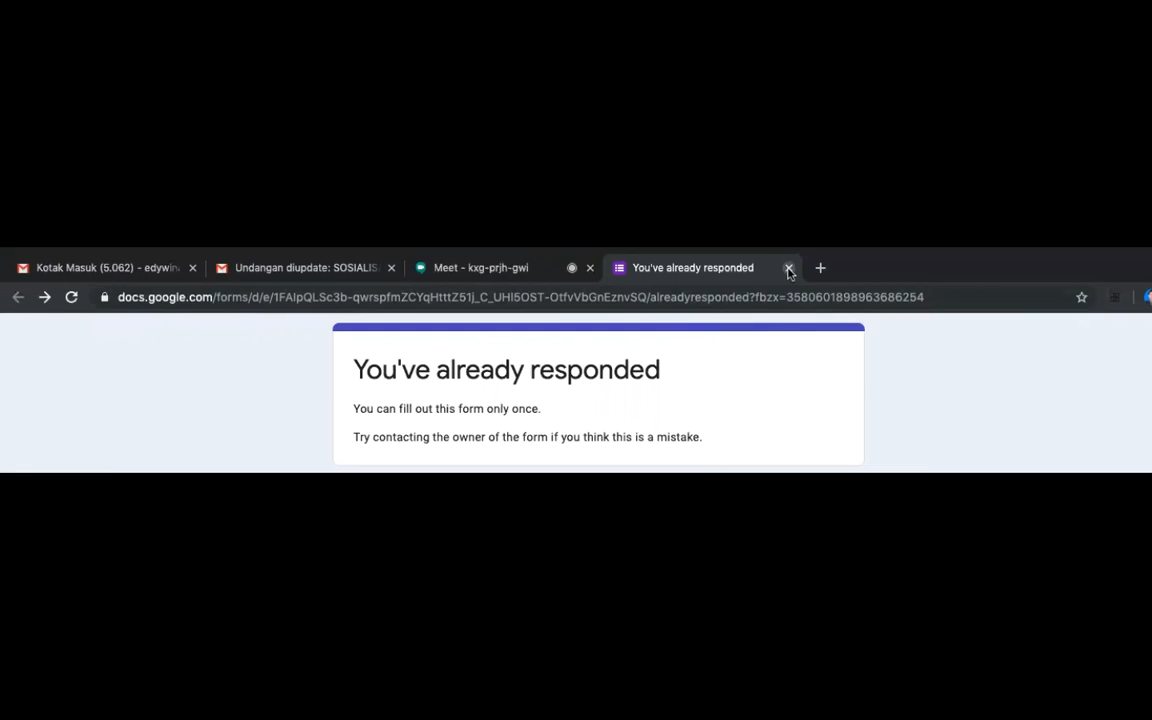 Kotak Masuk (5.062) - edywin
Undangan diupdate: SOSIALIS
Meet - kxg-prjh-gwi
You've already responded
docs.google.com/forms/d/e/1FAIpQLSc3b-qwrspfmZCYqHtttZ51j_C_UHI5OST-OtfvVbGnEznvSQ/alreadyresponded?fbzx=3580601898963686254
You've already responded
You can fill out this form only once.
Try contacting the owner of the form if you think this is a mistake.